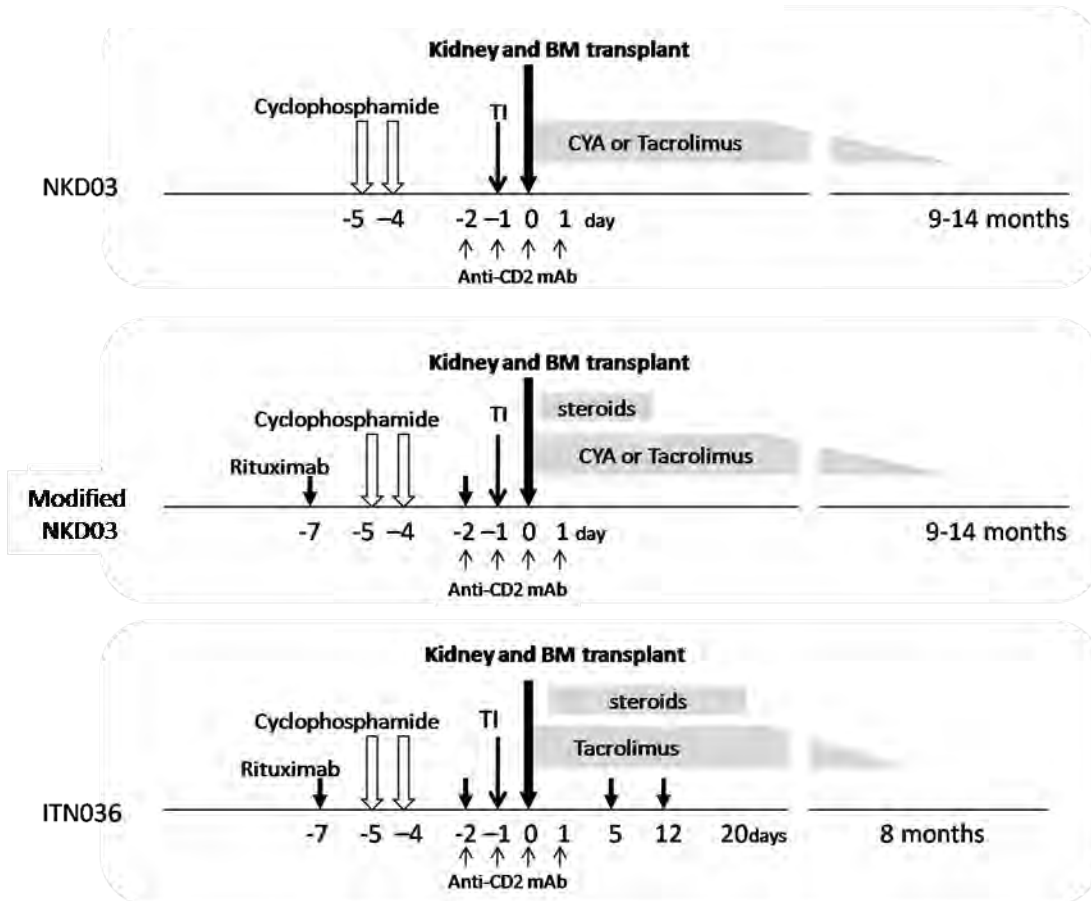 Kidney and BM transplant
Cyclophosphamide
TI
CYA or Tacrolimus
NKD03
-5 –4 -2 –1 0 1 day 9-14 months
Anti-CD2 mAb
Kidney and BM transplant
steroids
Cyclophosphamide TI
CYA or Tacrolimus
Rituximab
Modified
NKD03
-7 -5 –4 -2 –1 0 1 day 9-14 months
Anti-CD2 mAb
Kidney and BM transplant
steroids
Cyclophosphamide TI
Tacrolimus
Rituximab
ITN036
-7 -5 –4 -2 –1 0 1 5 12 20days 8 months
Anti-CD2 mAb